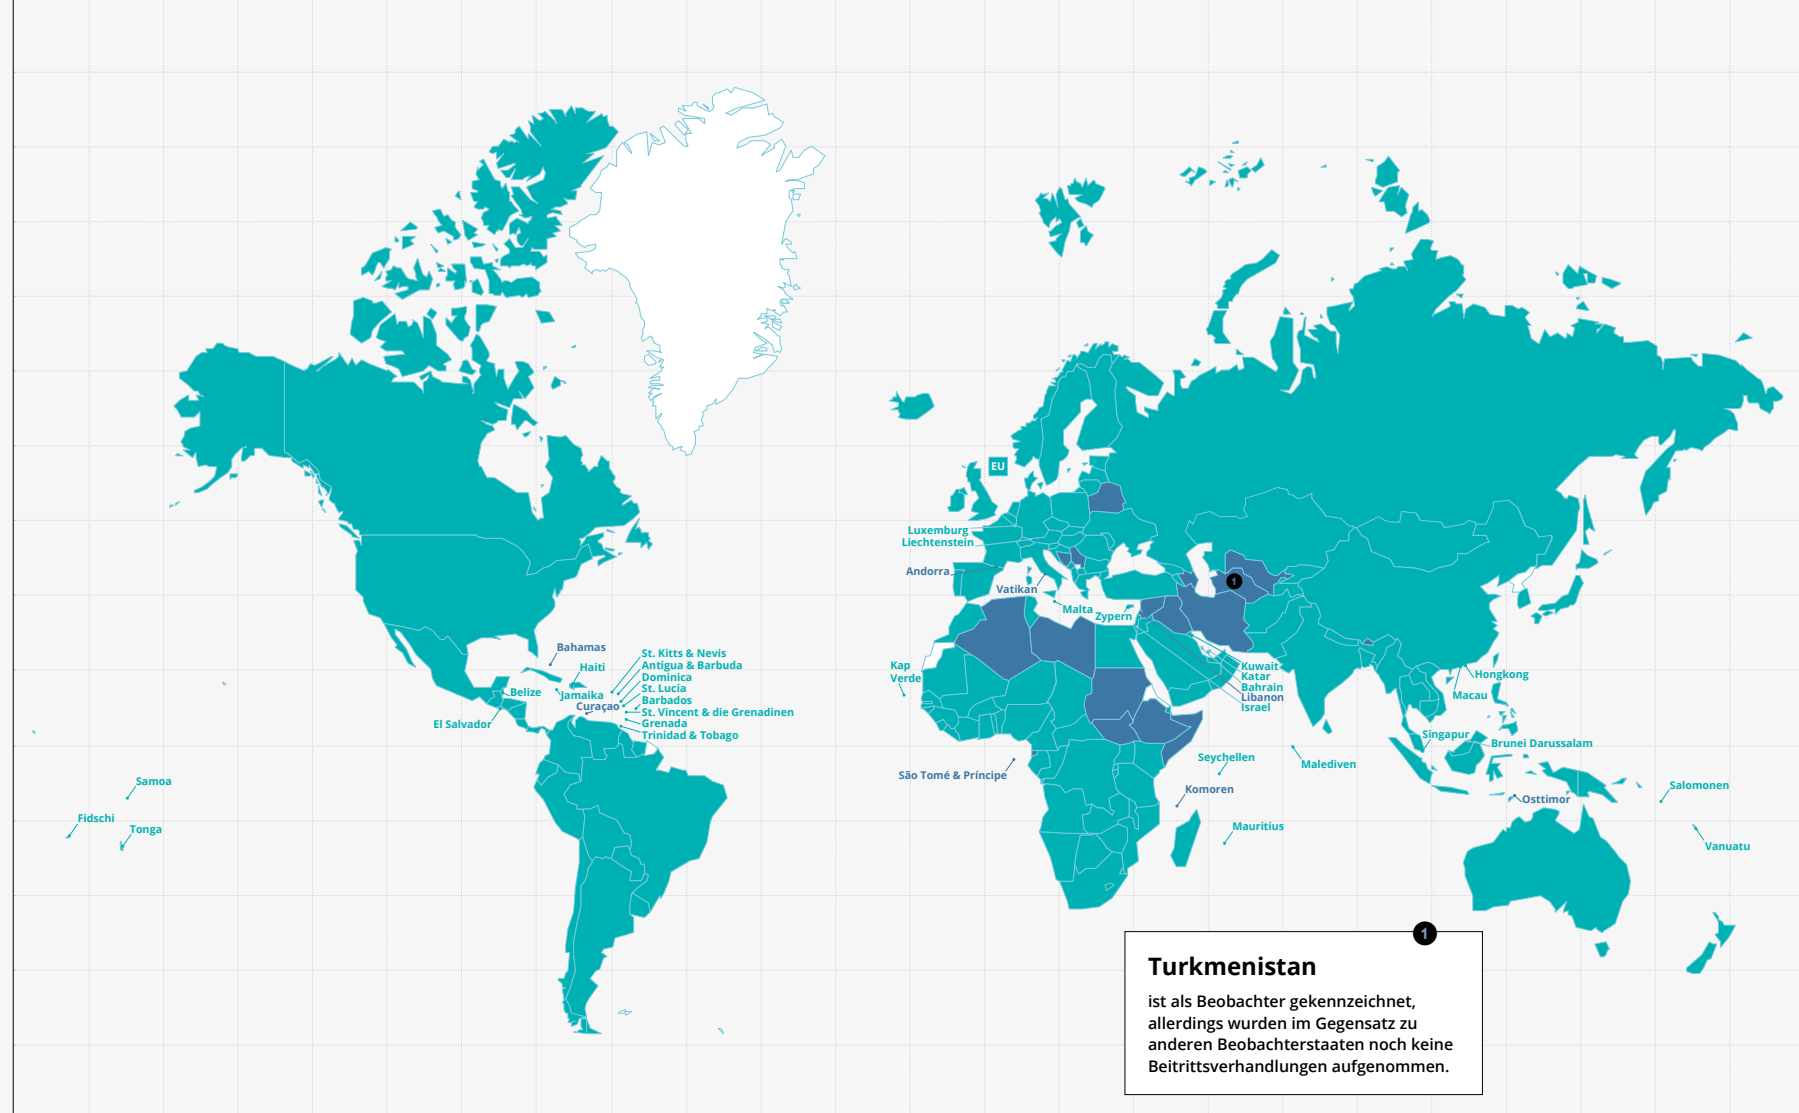 EU
Luxemburg
Liechtenstein
Andorra
Vatikan
Malta
Zypern
1
Bahamas
Haiti
Belize
Jamaika
Curaçao
El Salvador
St. Kitts & Nevis
Antigua & Barbuda
Dominica
St. Lucia
Barbados
St. Vincent & die Grenadinen
Grenada
Trinidad & Tobago
Kap
Verde
Kuwait
Katar
Bahrain
Libanon
Israel
Hongkong
Macau
Singapur
Brunei Darussalam
Seychellen
Malediven
São Tomé & Príncipe
Komoren
Osttimor
Salomonen
Samoa
Fidschi
Tonga
Mauritius
Vanuatu
1
Turkmenistan
ist als Beobachter gekennzeichnet,
allerdings wurden im Gegensatz zu
anderen Beobachterstaaten noch keine
Beitrittsverhandlungen aufgenommen.